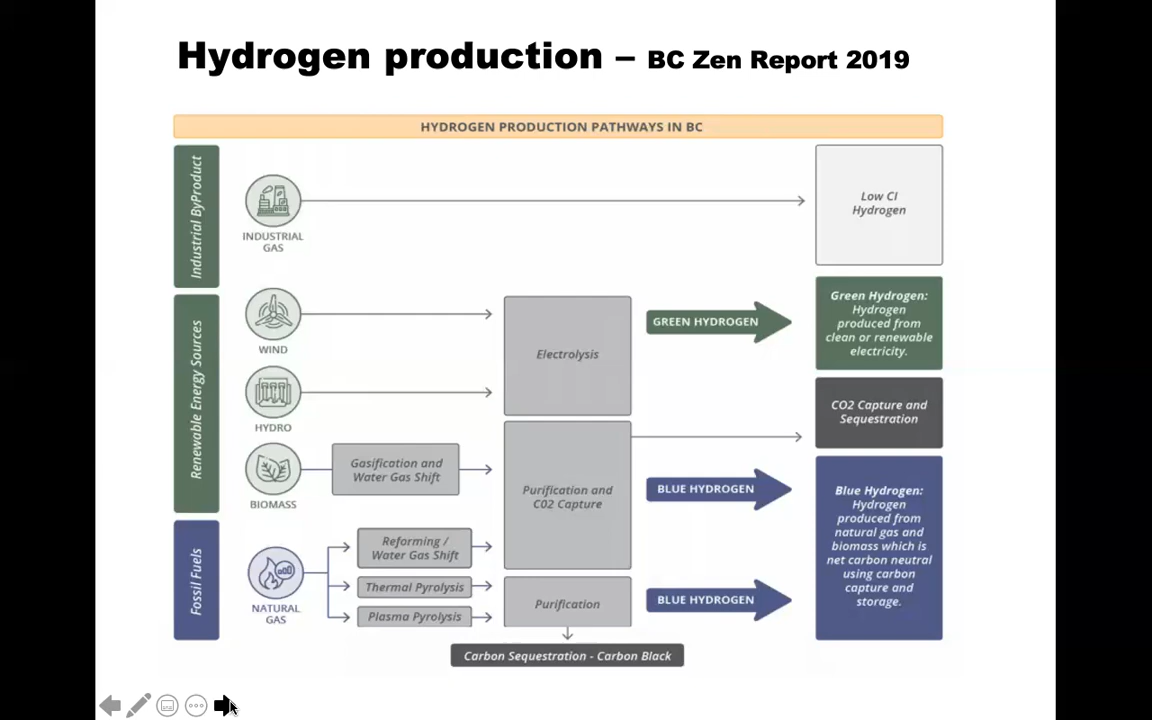 Hydrogen production – BC Zen Report 2019
HYDROGEN PRODUCTION PATHWAYS IN BC
Industrial ByProduct
INDUSTRIAL
GAS
Low CI
Hydrogen
Renewable Energy Sources
WIND
HYDRO
BIOMASS
Gasification and
Water Gas Shift
Electrolysis
GREEN HYDROGEN
Green Hydrogen:
Hydrogen
produced from
clean or renewable
electricity.
CO2 Capture and
Sequestration
Purification and
C02 Capture
BLUE HYDROGEN
Fossil Fuels
NATURAL
GAS
Reforming /
Water Gas Shift
Thermal Pyrolysis
Plasma Pyrolysis
Purification
BLUE HYDROGEN
Blue Hydrogen:
Hydrogen
produced from
natural gas and
biomass which is
net carbon neutral
using carbon
capture and
storage.
Carbon Sequestration - Carbon Black